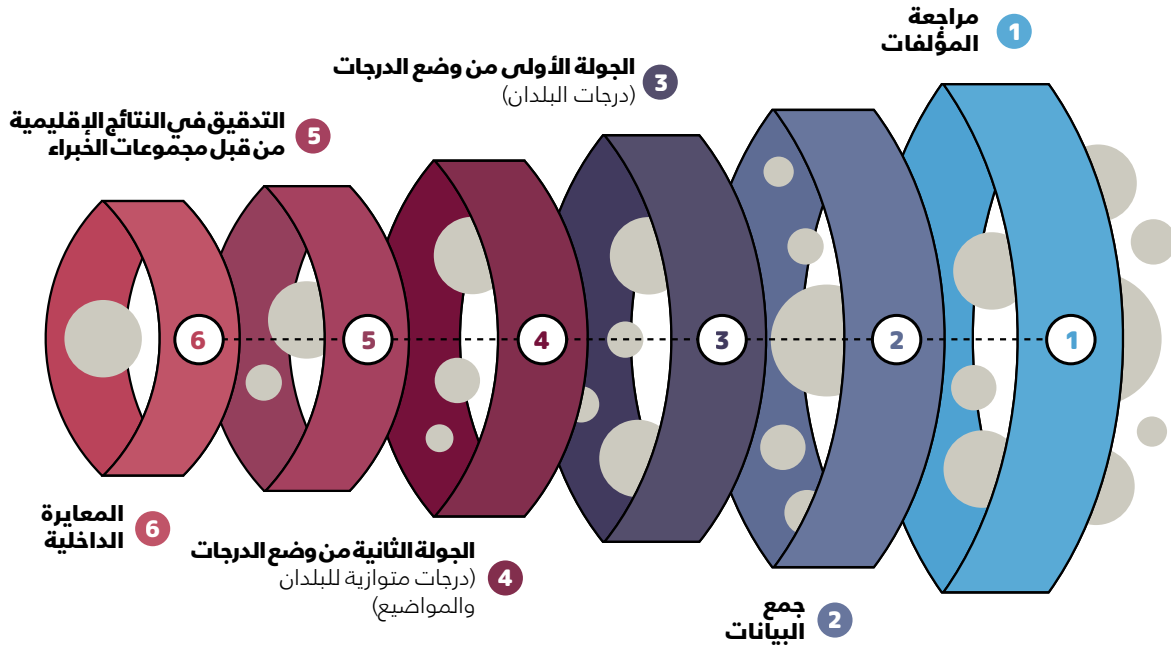 1
مراجعة
المؤلفات
3
الجولة الأولى من وضع الدرجات
(درجات البلدان)
5
التدقيق في النتائج الإقليمية
من قبل مجموعات الخبراء
1
2
3
4
5
6
6
المعايرة
الداخلية
4
الجولة الثانية من وضع الدرجات
(درجات متوازية للبلدان
والمواضيع)
2
جمع
البيانات